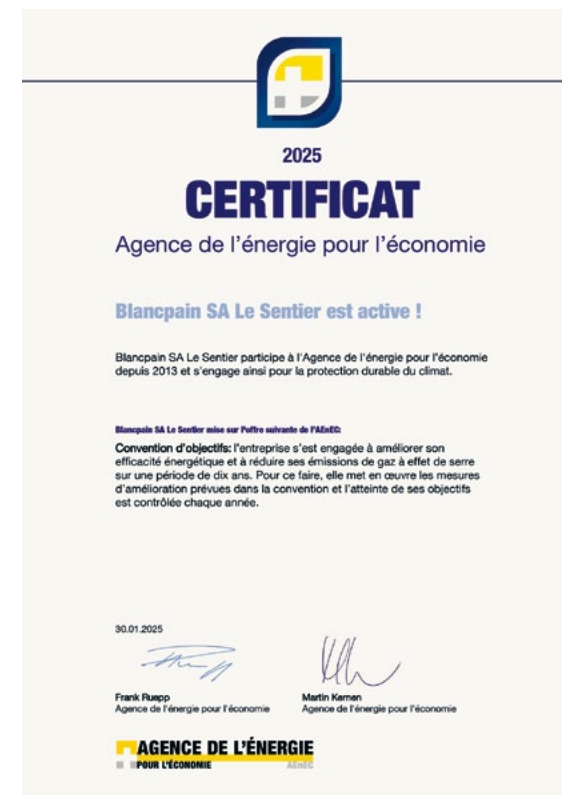 2025
CERTIFICAT
Agence de l'énergie pour l'économie
Blancpain SA Le Sentier est active !
Blancpain SA Le Sentier participe à l'Agence de l'énergie pour l'économie
depuis 2013 et s'engage ainsi pour la protection durable du climat.
Blancpain SA Le Sentier mise sur l'offre suivante de l'AEnEC:
Convention d'objectifs: l'entreprise s'est engagée à améliorer son
efficacité énergétique et à réduire ses émissions de gaz à effet de serre
sur une période de dix ans. Pour ce faire, elle met en œuvre les mesures
d'amélioration prévues dans la convention et l'atteinte de ses objectifs
est contrôlée chaque année.
30.01.2025
Frank Ruepp
Agence de l'énergie pour l'économie
Martin Kernen
Agence de l'énergie pour l'économie
AGENCE DE L'ÉNERGIE
POUR L'ÉCONOMIE
AEnEC